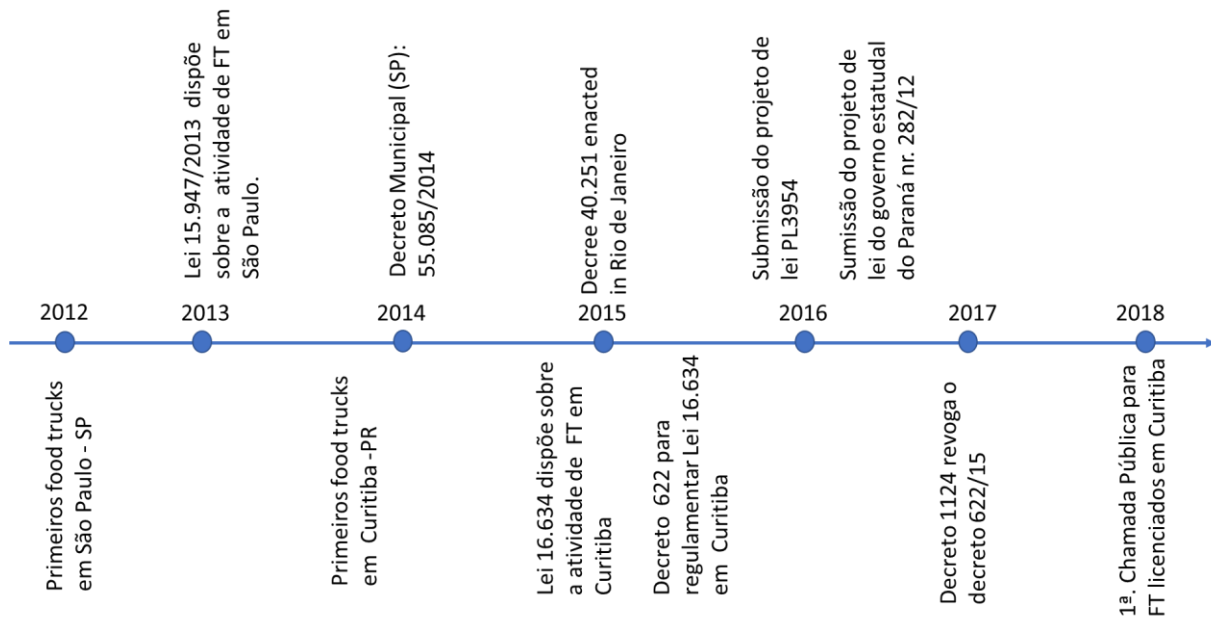 Lei 15.947/2013 dispõe
sobre a atividade de FT em
São Paulo.
Decreto Municipal (SP):
55.085/2014
Decree 40.251 enacted
in Rio de Janeiro
Submissão do projeto de
lei PL3954
Sumissão do projeto de
lei do governo estatudal
do Paraná nr. 282/12
2012
2013
2014
2015
2016
2017
2018
Primeiros food trucks
em São Paulo - SP
Primeiros food trucks
em Curitiba -PR
Lei 16.634 dispõe sobre
a atividade de FT em
Curitiba
Decreto 622 para
regulamentar Lei 16.634
em Curitiba
Decreto 1124 revoga o
decreto 622/15
1ª. Chamada Pública para
FT licenciados em Curitiba